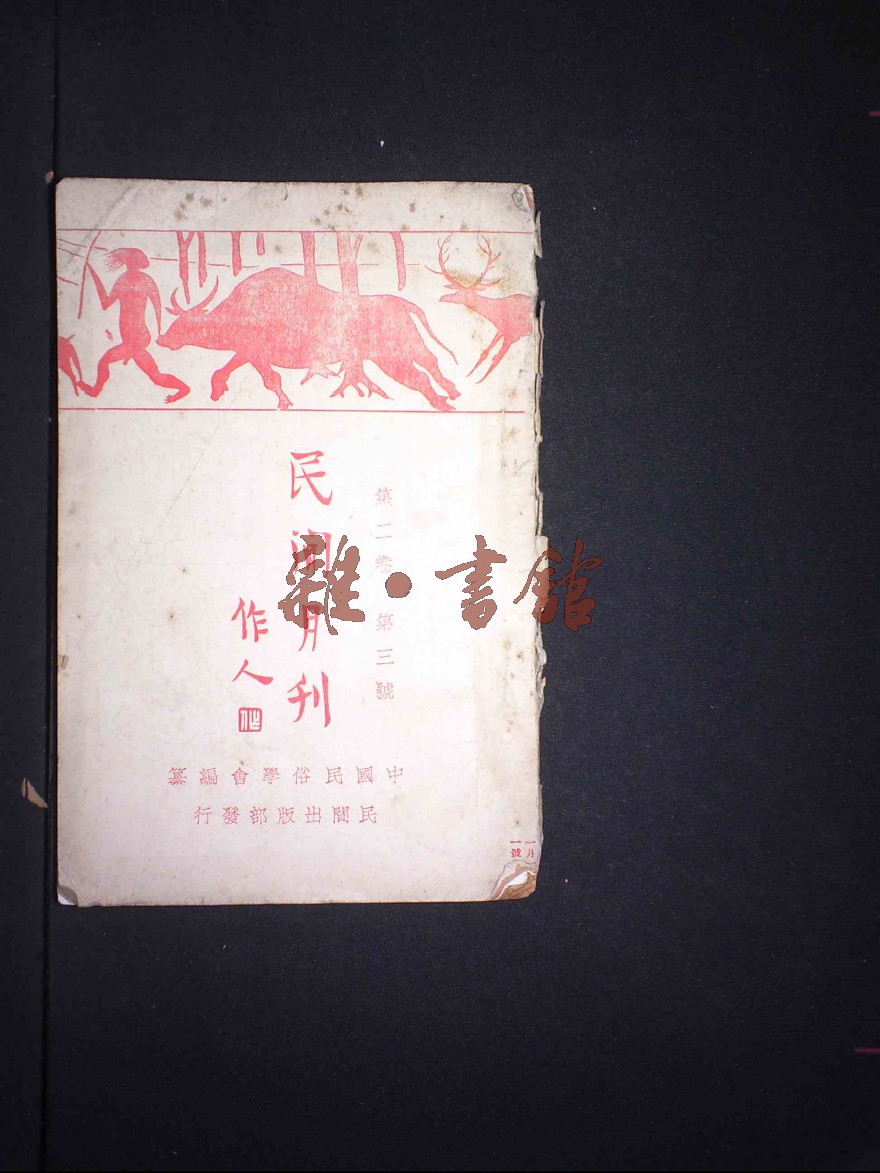 第二卷 第三號
民間月刊
作人
中國民俗學會編纂
民間出版部發行
雜·書館